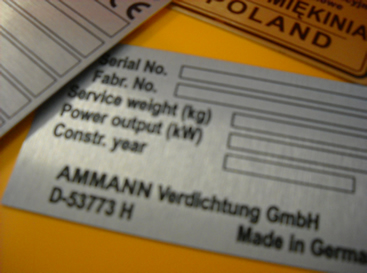 CE
MIĘKINIA
POLAND
Serial No.
Fabr. No.
Service weight (kg)
Power output (kW)
Constr. year
AMMANN Verdichtung GmbH
D-53773 H
Made in Germa